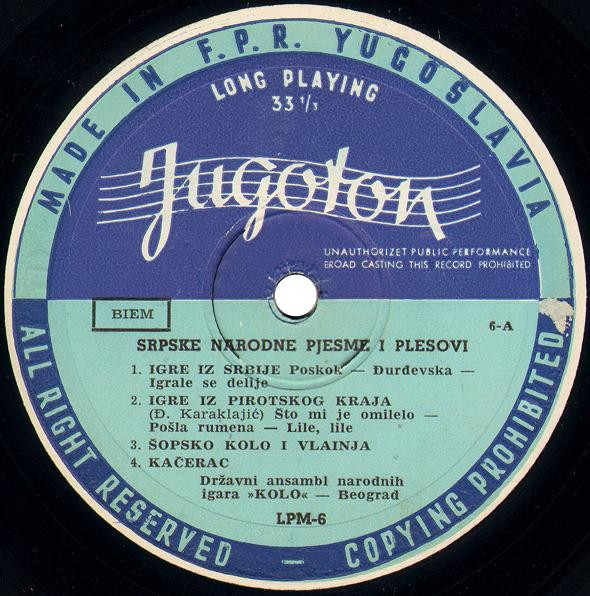 MADE IN F.P.R. YUGOSLAVIA
LONG PLAYING
33 1/3
Jugoton
UNAUTHORIZET PUBLIC PERFORMANCE
BROAD CASTING THIS RECORD PROHIBITED
BIEM
6-A
SRPSKE NARODNE PJESME I PLESOVI
1. IGRE IZ SRBIJE Poskok — Đurđevska —
Igrale se delije
2. IGRE IZ PIROTSKOG KRAJA
(Đ. Karaklajić) Što mi je omilelo —
Pošla rumena — Lile, lile
3. ŠOPSKO KOLO I VLAINJA
4. KAČERAC
Državni ansambl narodnih
igara »KOLO« — Beograd
LPM-6
ALL RIGHT RESERVED — COPYING PROHIBITED